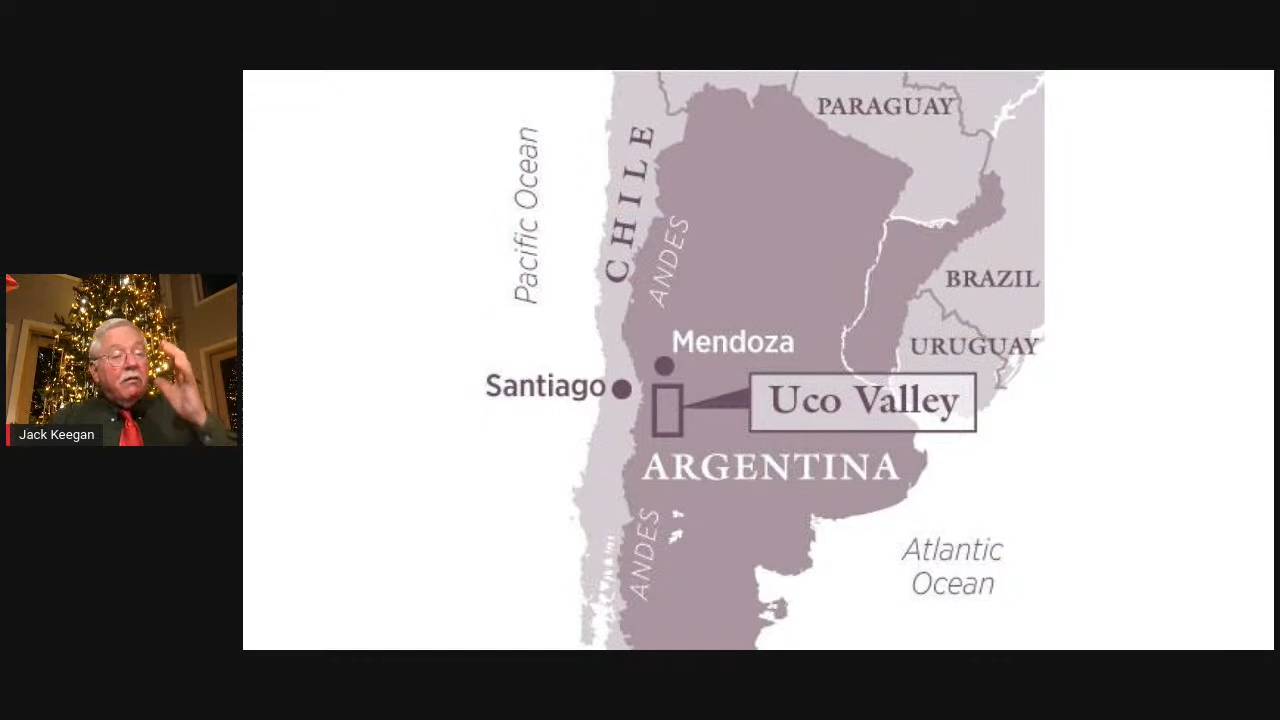 PARAGUAY
CHILE
Pacific Ocean
ANDES
BRAZIL
Mendoza
URUGUAY
Santiago
Uco Valley
ARGENTINA
Jack Keegan
ANDES
Atlantic
Ocean